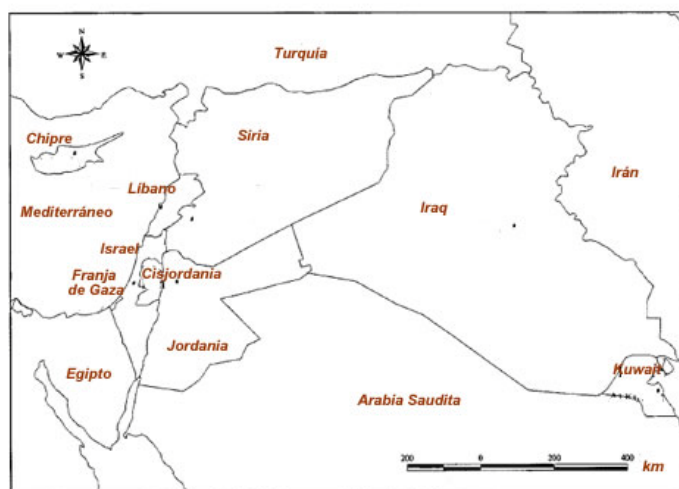 N
W E
S
Turquía
Chipre
Siria
Líbano
Irán
Mediterráneo
Iraq
Israel
Franja
de Gaza
Cisjordania
Jordania
Kuwait
Egipto
Arabia Saudita
200 0 200 400
km